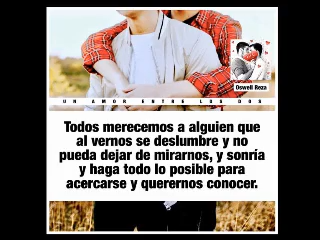 Oswell Reza
UN AMOR ENTRE LOS DOS
Todos merecemos a alguien que
al vernos se deslumbre y no
pueda dejar de mirarnos, y sonría
y haga todo lo posible para
acercarse y querernos conocer.